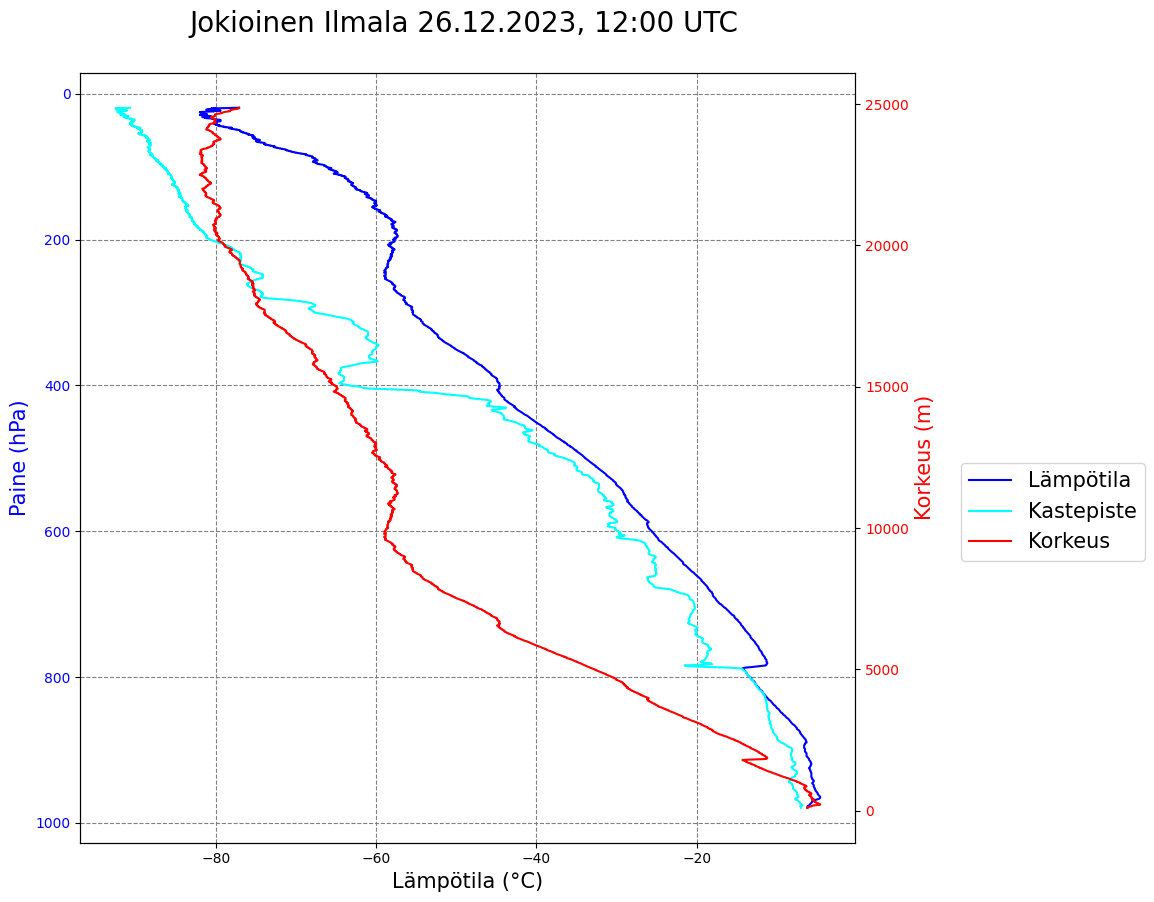 Jokioinen Ilmala 26.12.2023, 12:00 UTC
0
200
400
600
800
1000
Paine (hPa)
−80
−60
−40
−20
Lämpötila (°C)
25000
20000
15000
10000
5000
0
Korkeus (m)
Lämpötila
Kastepiste
Korkeus